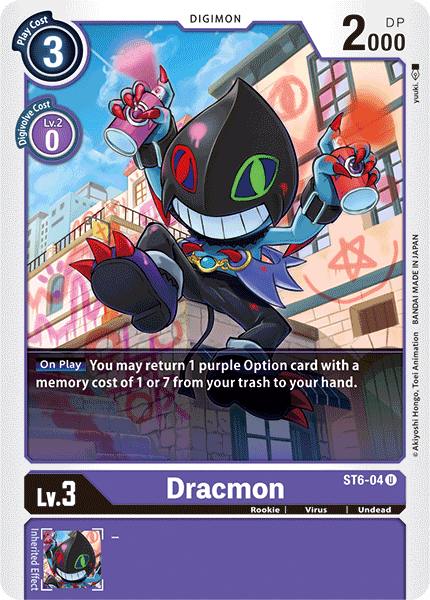 DIGIMON
Play Cost
3
2000
DP
Digivolve Cost
Lv.2
0
yuuki.
© Akiyoshi Hongo, Toei Animation BANDAI MADE IN JAPAN
On Play You may return 1 purple Option card with a
memory cost of 1 or 7 from your trash to your hand.
Lv.3
Dracmon
ST6-04 U
Rookie | Virus | Undead
Inherited Effect
–